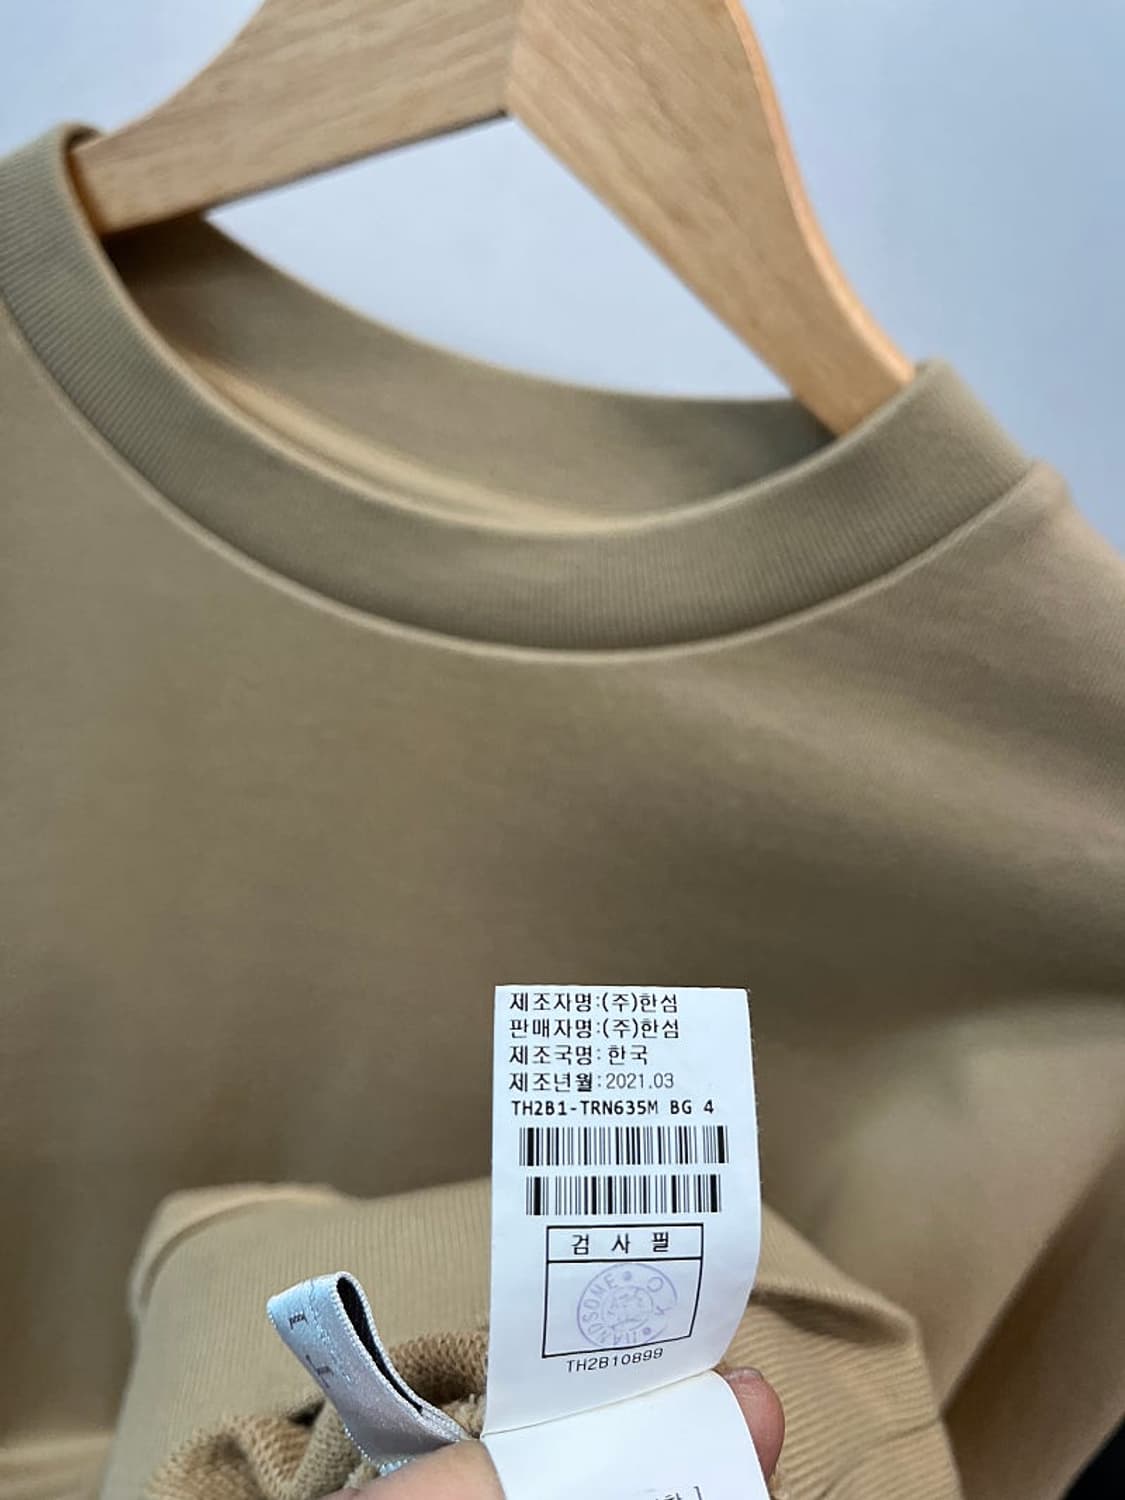 제조자명:(주)한섬
판매자명:(주)한섬
제조국명: 한국
제조년월:2021.03
TH2B1-TRN635M BG 4
검 사 필
HANDSOME
OK
TH2B10899